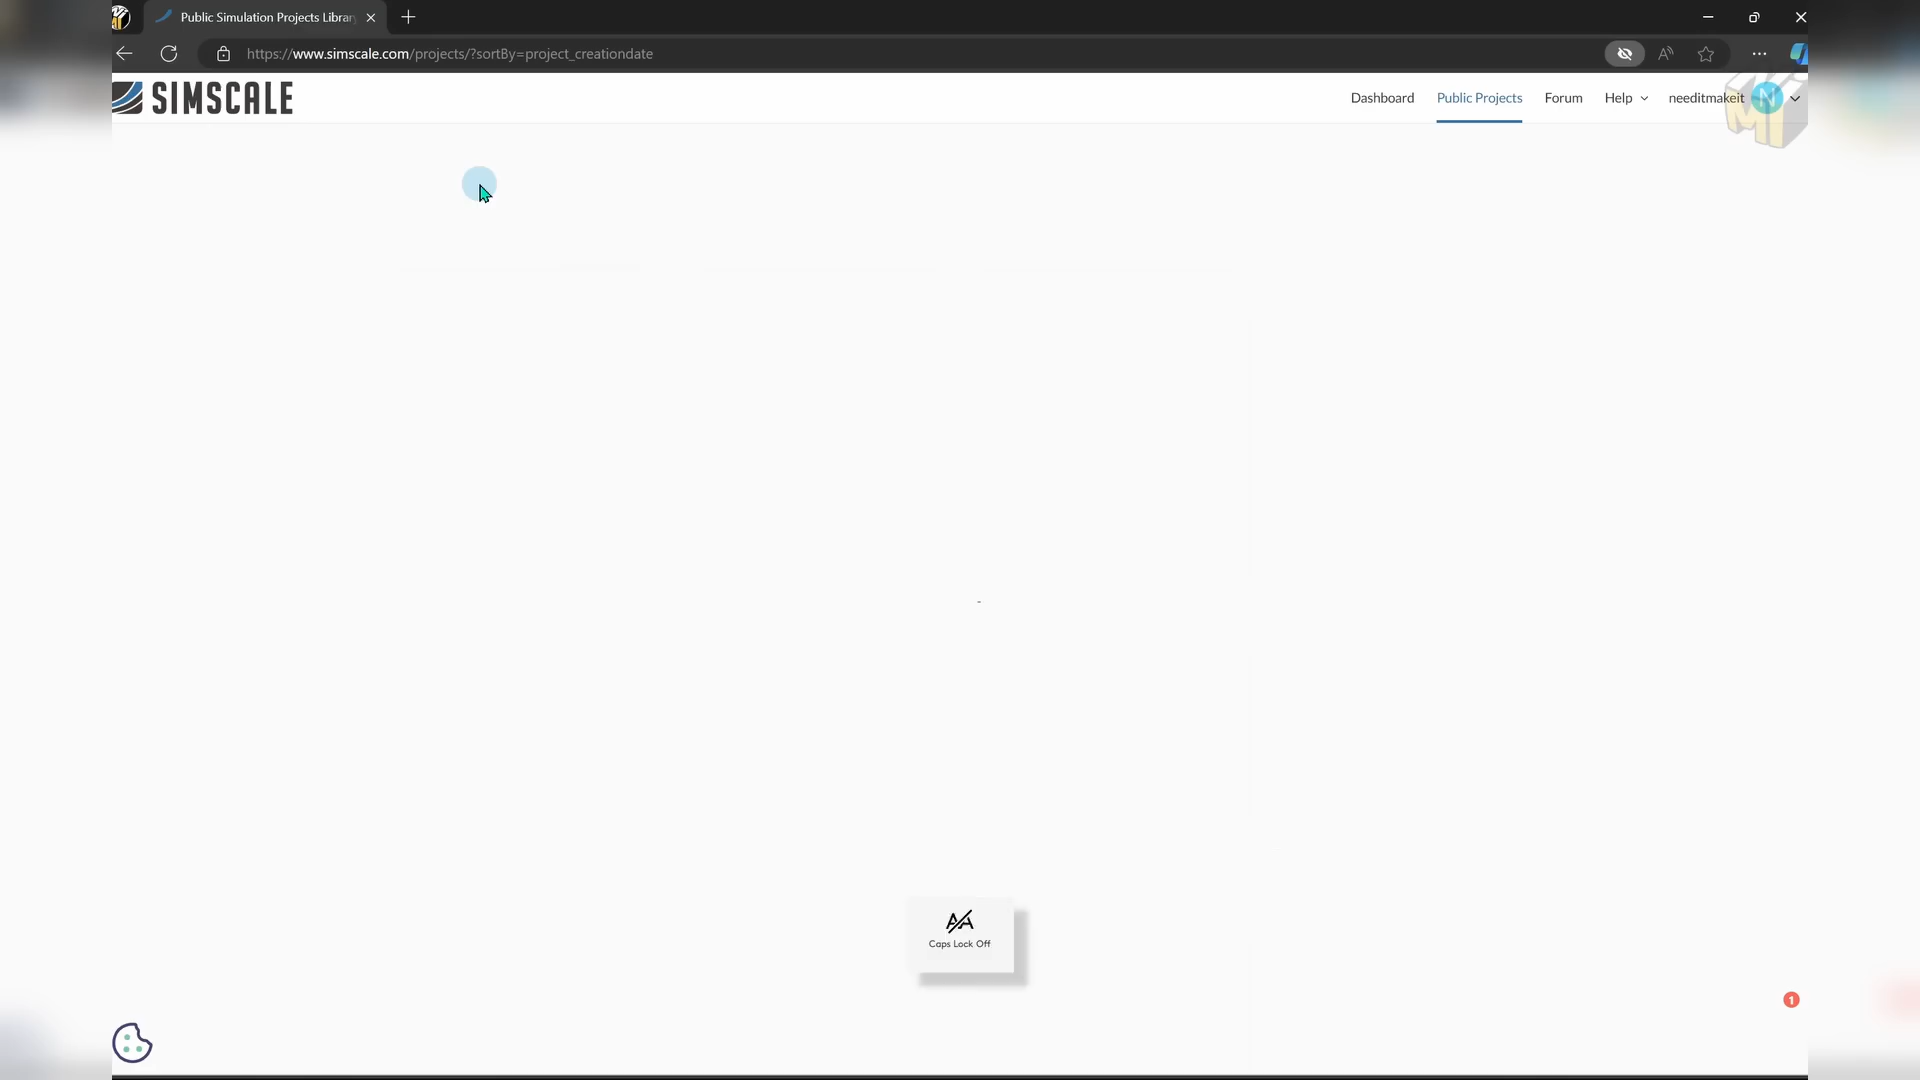 Public Simulation Projects Librar
https://www.simscale.com/projects/?sortBy=project_creationdate
SIMSCALE
Dashboard
Public Projects
Forum
Help
needitmakeit
N
MI
Caps Lock Off
1